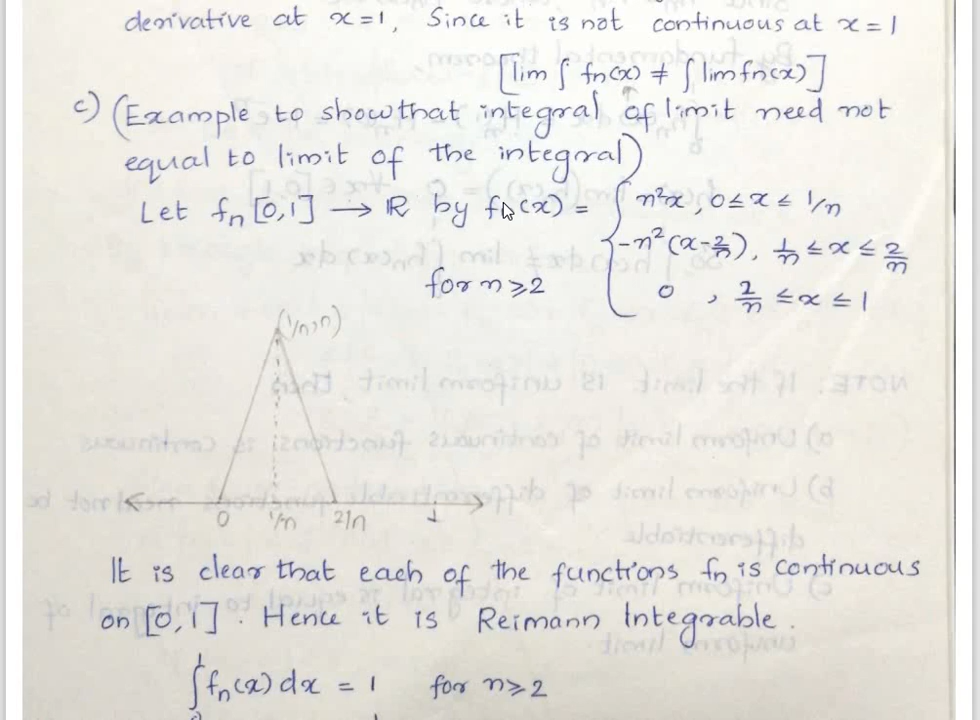 derivative at x=1, Since it is not continuous at x=1
[lim ∫ fn(x) ≠ ∫ lim fn(x)]
c) (Example to show that integral of limit need not
equal to limit of the integral)
Let fn [0,1] → ℝ by fn(x) = { n²x, 0≤x≤1/n
-n²(x-2/n), 1/n ≤x≤ 2/n
for n≥2
0, 2/n ≤x≤1
(1/n, n)
0 1/n 2/n 1
It is clear that each of the functions fn is continuous
on [0,1]. Hence it is Reimann Integrable.
∫ fn(x) dx = 1 for n≥2